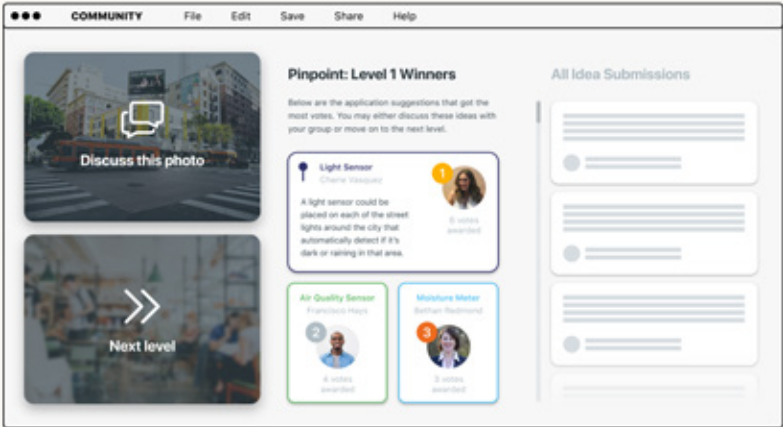 COMMUNITY File Edit Save Share Help
Discuss this photo
Next level
Pinpoint: Level 1 Winners
Below are the application suggestions that got the
most votes. You may either discuss these ideas with
your group or move on to the next level.
Light Sensor
Cherie Vasquez
1
A light sensor could be
placed on each of the street
lights around the city that
automatically detect if it's
dark or raining in that area.
8 votes
awarded
Air Quality Sensor
Francisco Hays
2
4 votes
awarded
Moisture Meter
Bethan Redmond
3
3 votes
awarded
All Idea Submissions